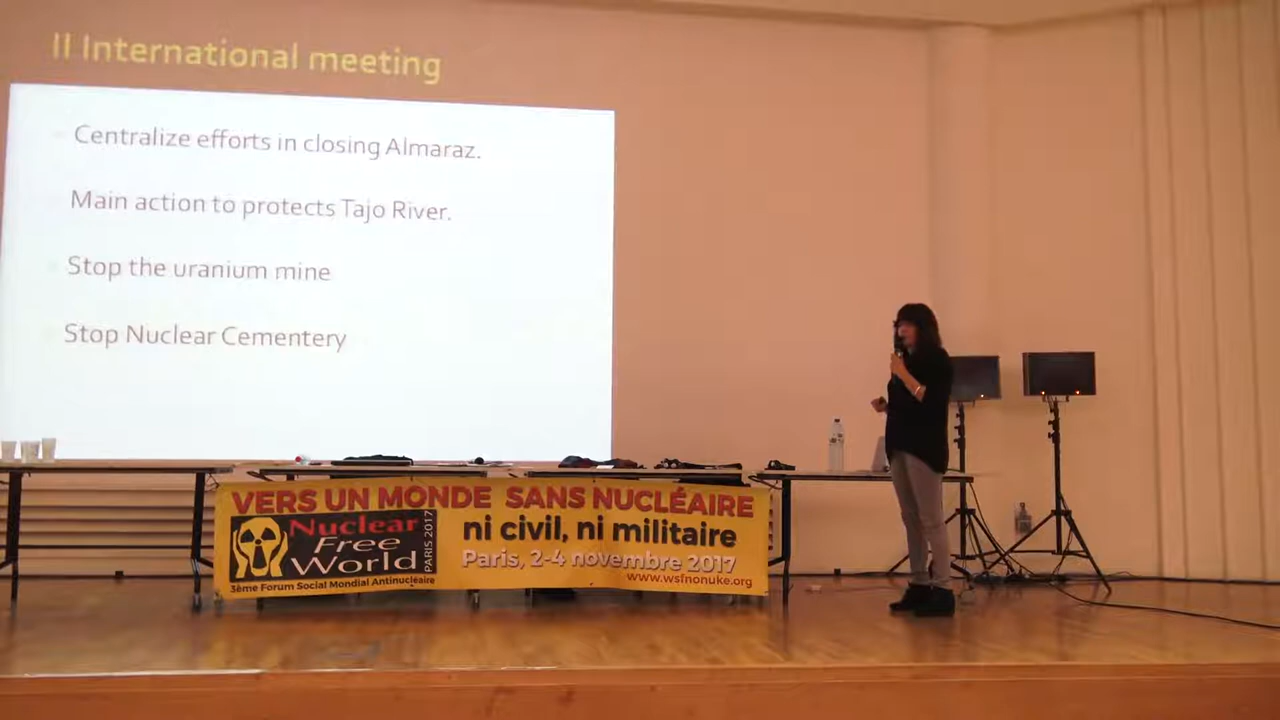 II International meeting
Centralize efforts in closing Almaraz.
Main action to protects Tajo River.
Stop the uranium mine
Stop Nuclear Cementery
VERS UN MONDE SANS NUCLÉAIRE
ni civil, ni militaire
Paris, 2-4 novembre 2017
www.wsfnonuke.org
Nuclear
Free
World
PARIS 2017
3ème Forum Social Mondial Antinucléaire